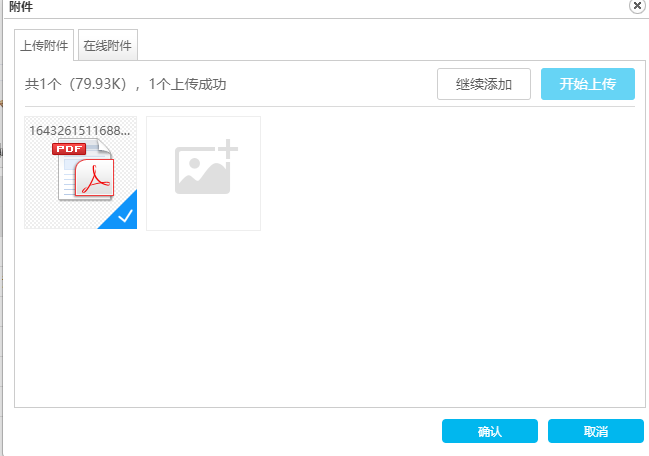 附件
上传附件 在线附件
共1个（79.93K），1个上传成功 继续添加 开始上传
1643261511688...
PDF
确认 取消